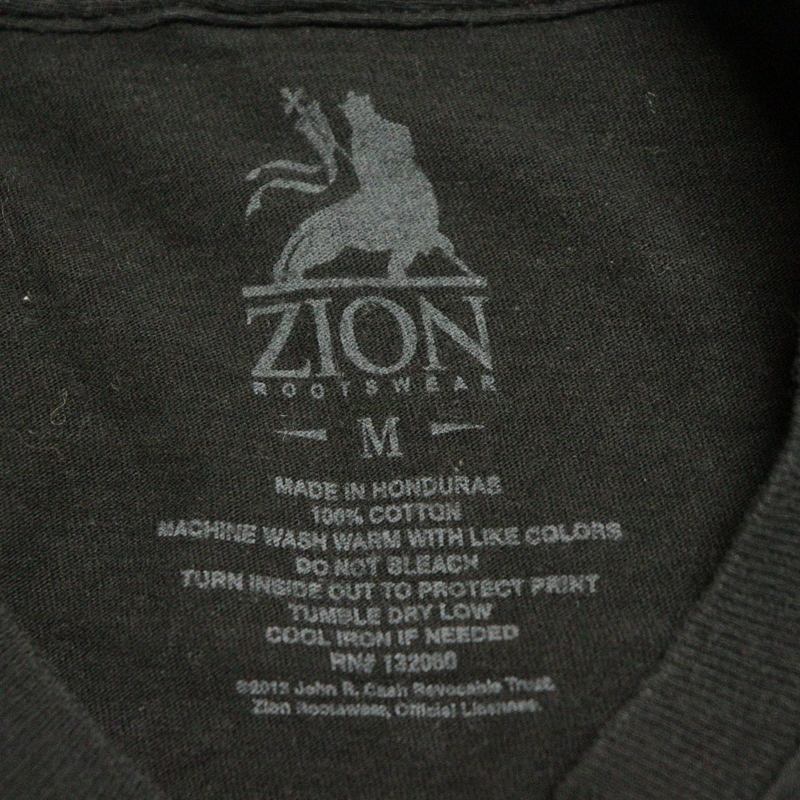 ZION
ROOTSWEAR
M
MADE IN HONDURAS
100% COTTON
MACHINE WASH WARM WITH LIKE COLORS
DO NOT BLEACH
TURN INSIDE OUT TO PROTECT PRINT
TUMBLE DRY LOW
COOL IRON IF NEEDED
RN# 132060
John R. Cash Revocable Trust.
Zion Rootswear, Official Licensee.